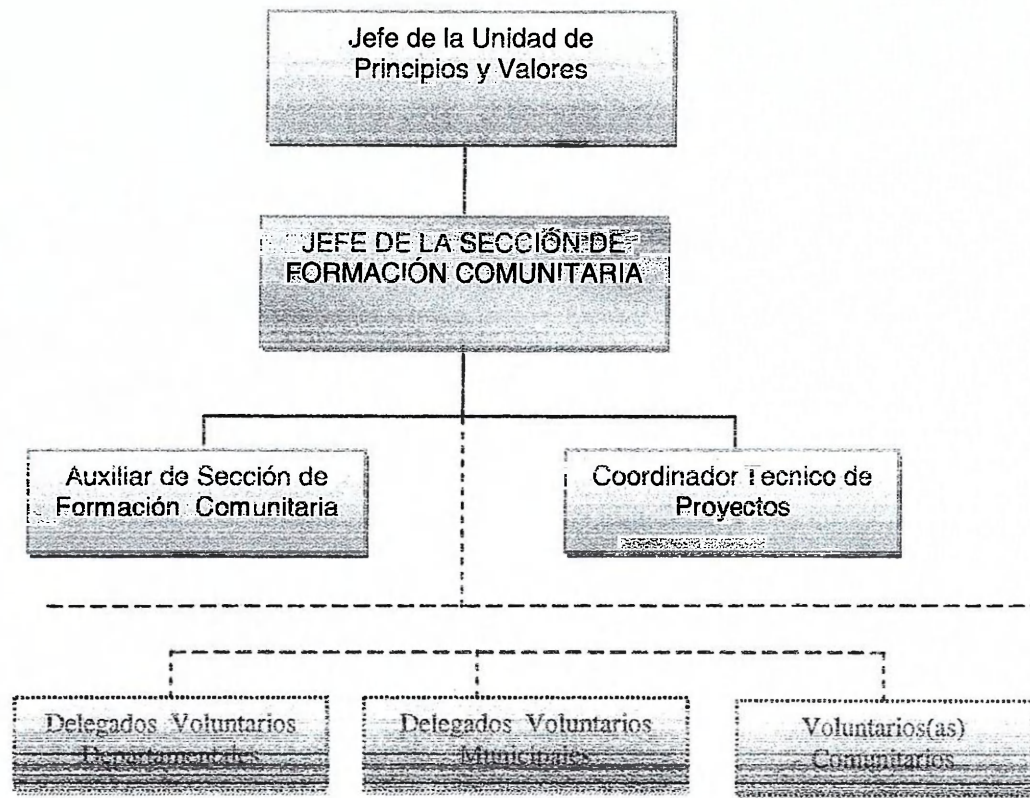 Jefe de la Unidad de
Principios y Valores
JEFE DE LA SECCIÓN DE
FORMACIÓN COMUNITARIA
Auxiliar de Sección de
Formación Comunitaria
Coordinador Tecnico de
Proyectos
Delegados Voluntarios
Departamentales
Delegados Voluntarios
Municipales
Voluntarios(as)
Comunitarios